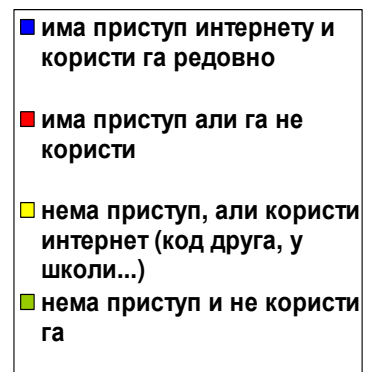 има приступ интернету и
користи га редовно
има приступ али га не
користи
нема приступ, али користи
интернет (код друга, у
школи...)
нема приступ и не користи
га